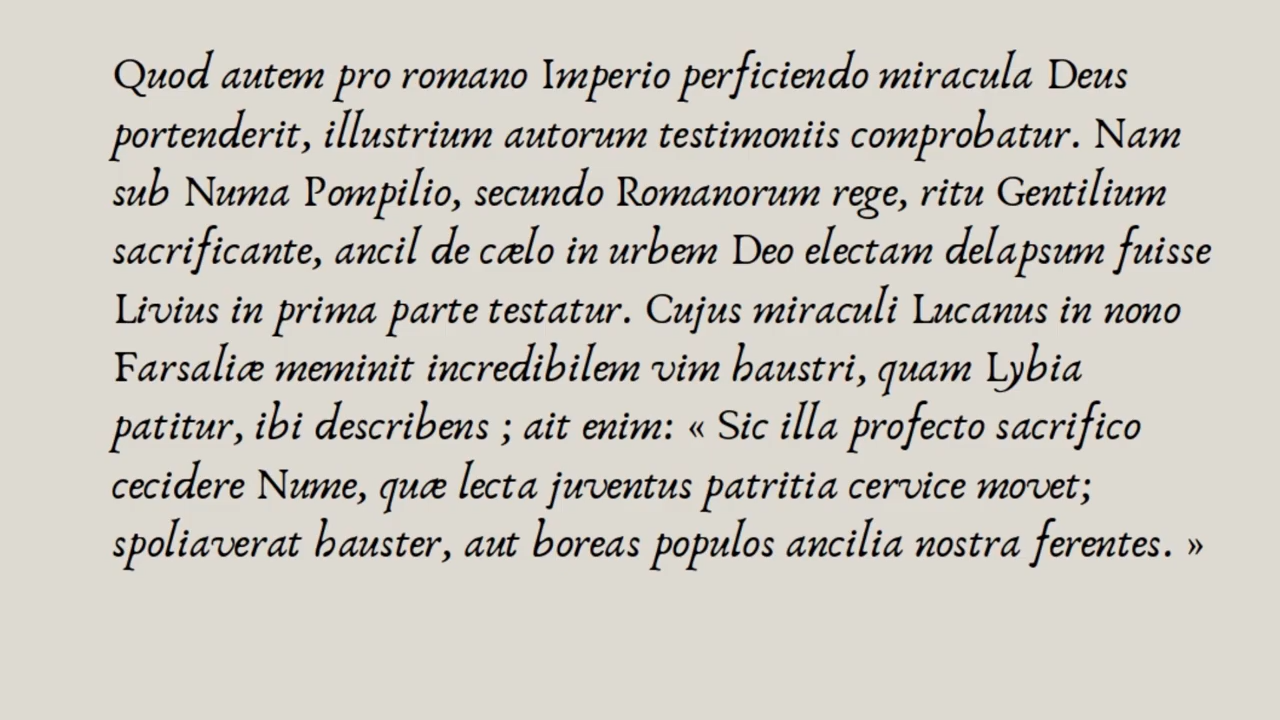 Quod autem pro romano Imperio perficiendo miracula Deus
portenderit, illustrium autorum testimoniis comprobatur. Nam
sub Numa Pompilio, secundo Romanorum rege, ritu Gentilium
sacrificante, ancil de cælo in urbem Deo electam delapsum fuisse
Livius in prima parte testatur. Cujus miraculi Lucanus in nono
Farsaliæ meminit incredibilem vim haustri, quam Lybia
patitur, ibi describens ; ait enim: « Sic illa profecto sacrifico
cecidere Nume, quæ lecta juventus patritia cervice movet;
spoliaverat hauster, aut boreas populos ancilia nostra ferentes. »